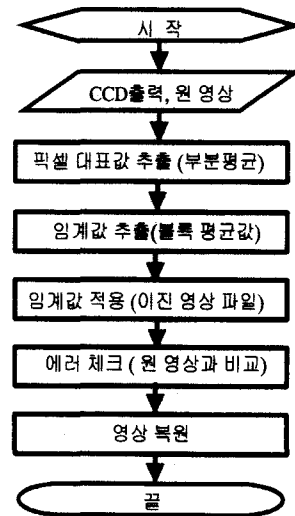 시 작
CCD출력, 원 영상
픽셀 대표값 추출 (부분평균)
임계값 추출(블록 평균값)
임계값 적용 (이진 영상 파일)
에러 체크 ( 원 영상과 비교)
영상 복원
끝